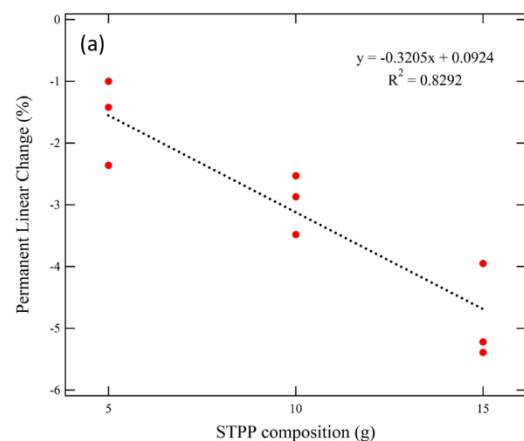 (a)
y = -0.3205x + 0.0924
R² = 0.8292
Permanent Linear Change (%)
0
-1
-2
-3
-4
-5
-6
5 10 15
STPP composition (g)